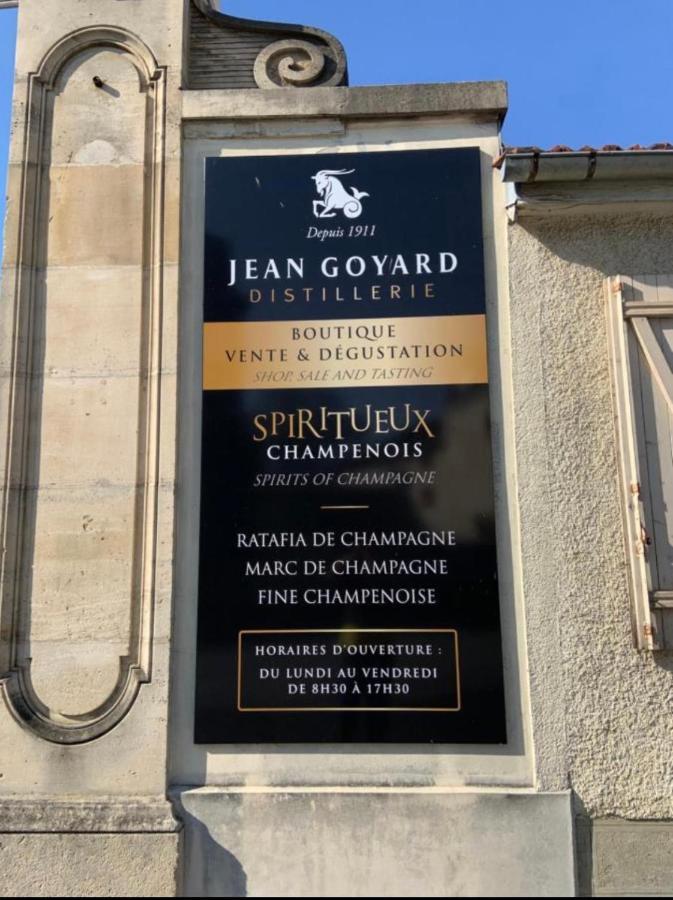 Depuis 1911
JEAN GOYARD
DISTILLERIE
BOUTIQUE
VENTE & DÉGUSTATION
SHOP, SALE AND TASTING
SPIRITUEUX
CHAMPENOIS
SPIRITS OF CHAMPAGNE
RATAFIA DE CHAMPAGNE
MARC DE CHAMPAGNE
FINE CHAMPENOISE
HORAIRES D'OUVERTURE :
DU LUNDI AU VENDREDI
DE 8H30 À 17H30